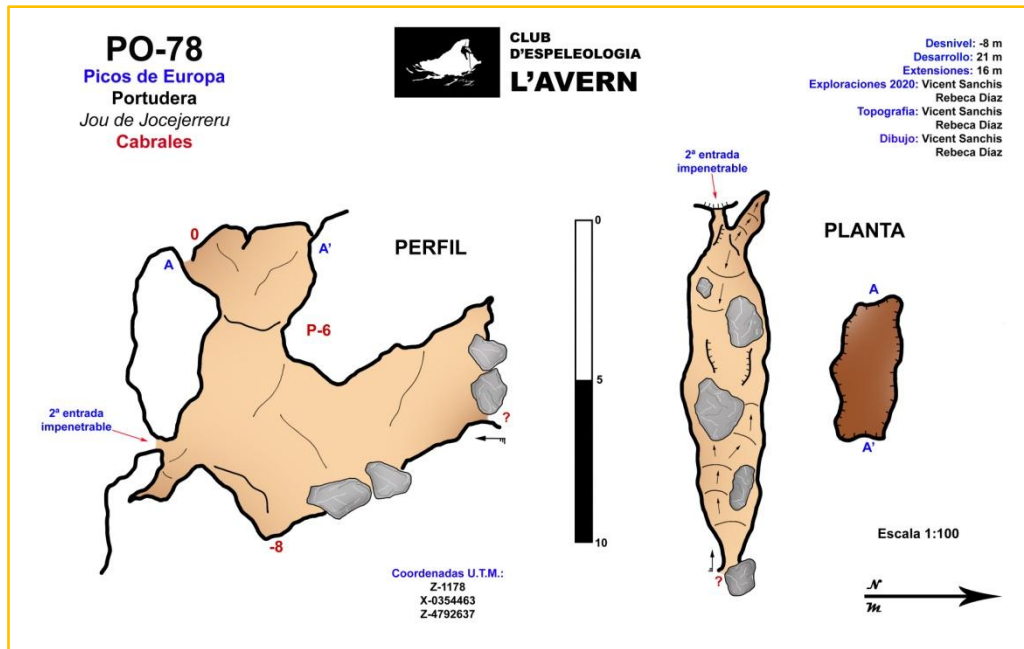 PO-78
Picos de Europa
Portudera
Jou de Jocejerreru
Cabrales
CLUB
D'ESPELEOLOGIA
L'AVERN
Desnivel: -8 m
Desarrollo: 21 m
Extensiones: 16 m
Exploraciones 2020: Vicent Sanchis
Rebeca Díaz
Topografia: Vicent Sanchis
Rebeca Díaz
Dibujo: Vicent Sanchis
Rebeca Díaz
0
A
A'
PERFIL
P-6
2ª entrada
impenetrable
?
-8
0
5
10
2ª entrada
impenetrable
PLANTA
A
A'
?
Escala 1:100
N
m
Coordenadas U.T.M.:
Z-1178
X-0354463
Z-4792637